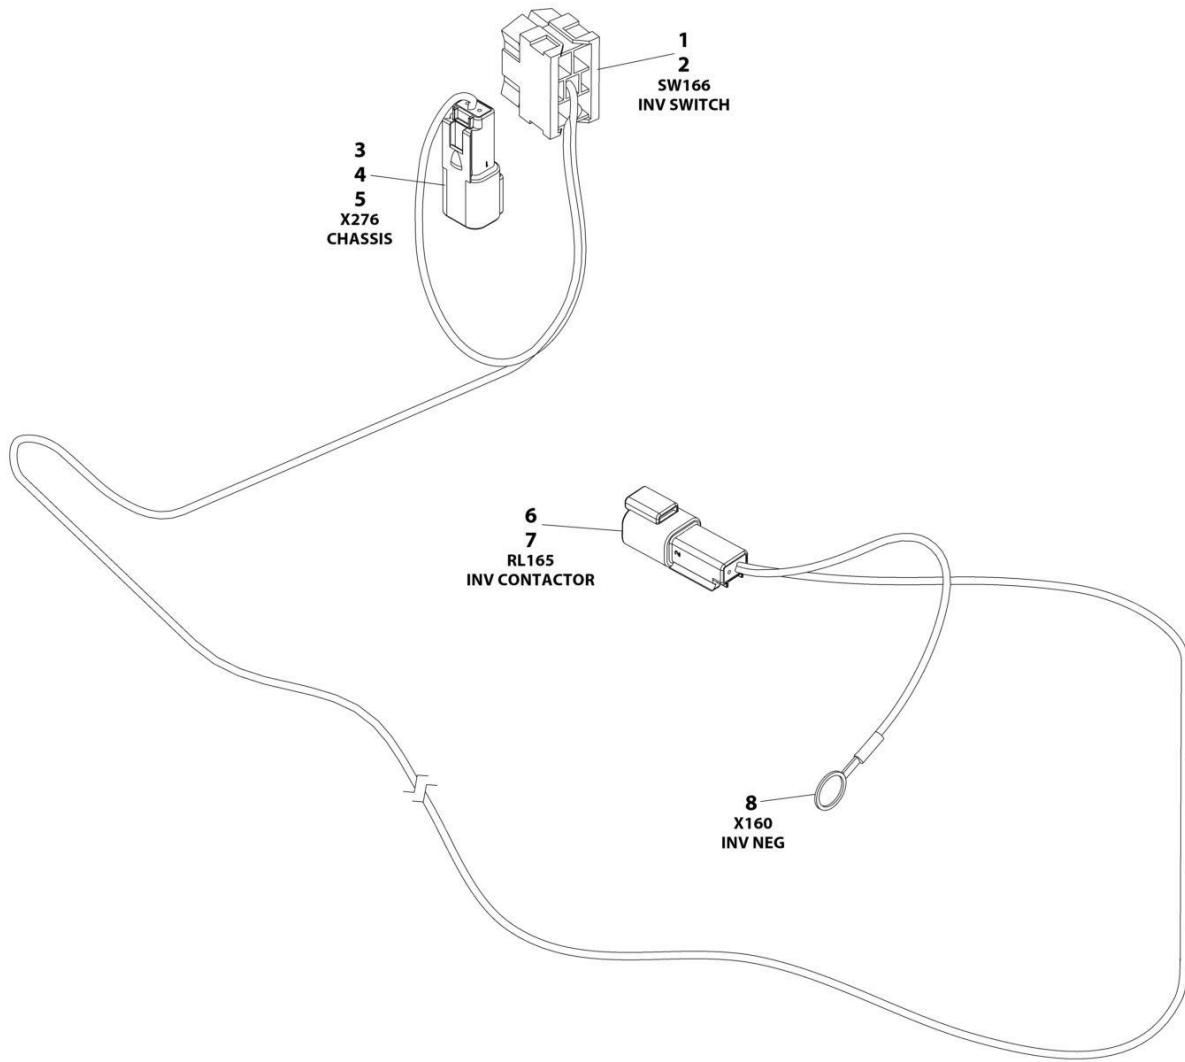 1
2
SW166
INV SWITCH
3
4
5
X276
CHASSIS
6
7
RL165
INV CONTACTOR
8
X160
INV NEG